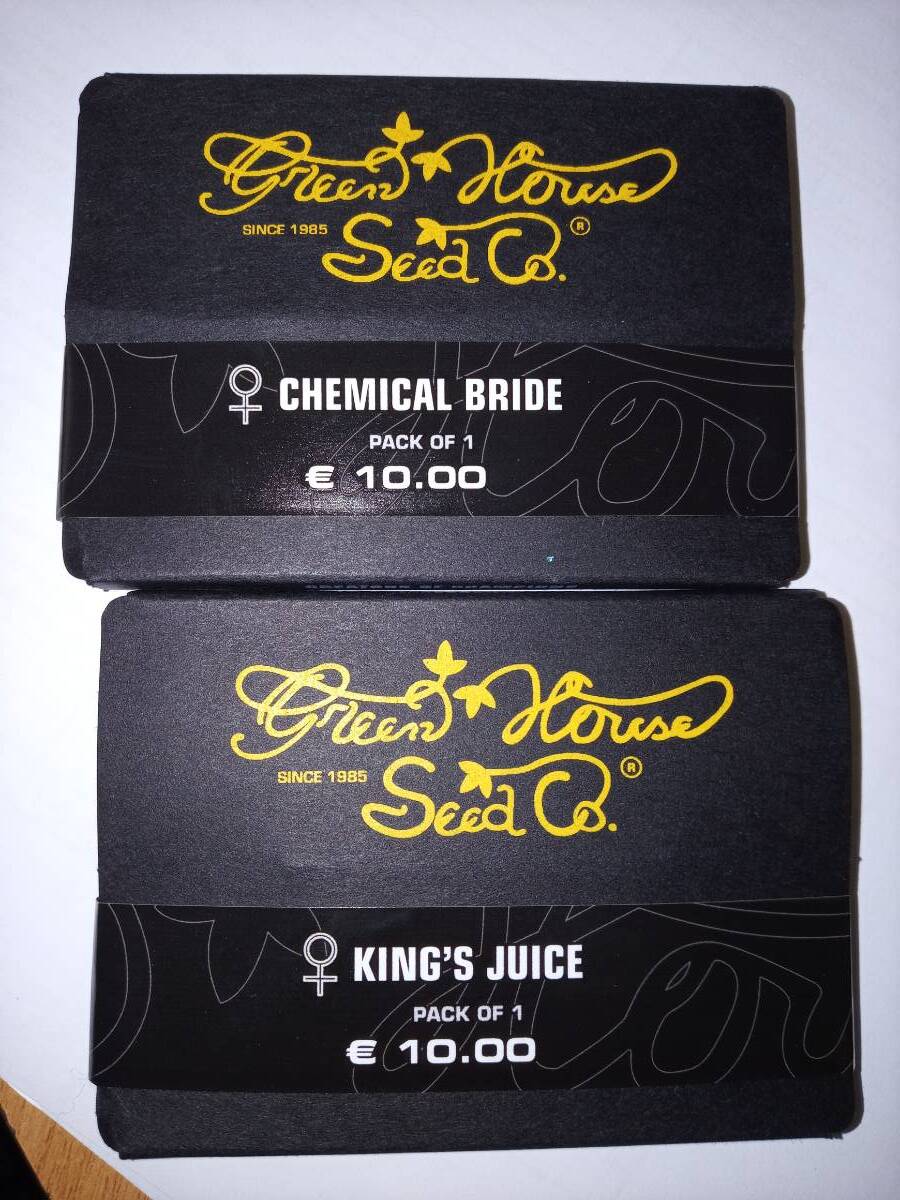 Green House
SINCE 1985
Seed Co.®
CHEMICAL BRIDE
PACK OF 1
€ 10.00
Green House
SINCE 1985
Seed Co.®
KING'S JUICE
PACK OF 1
€ 10.00